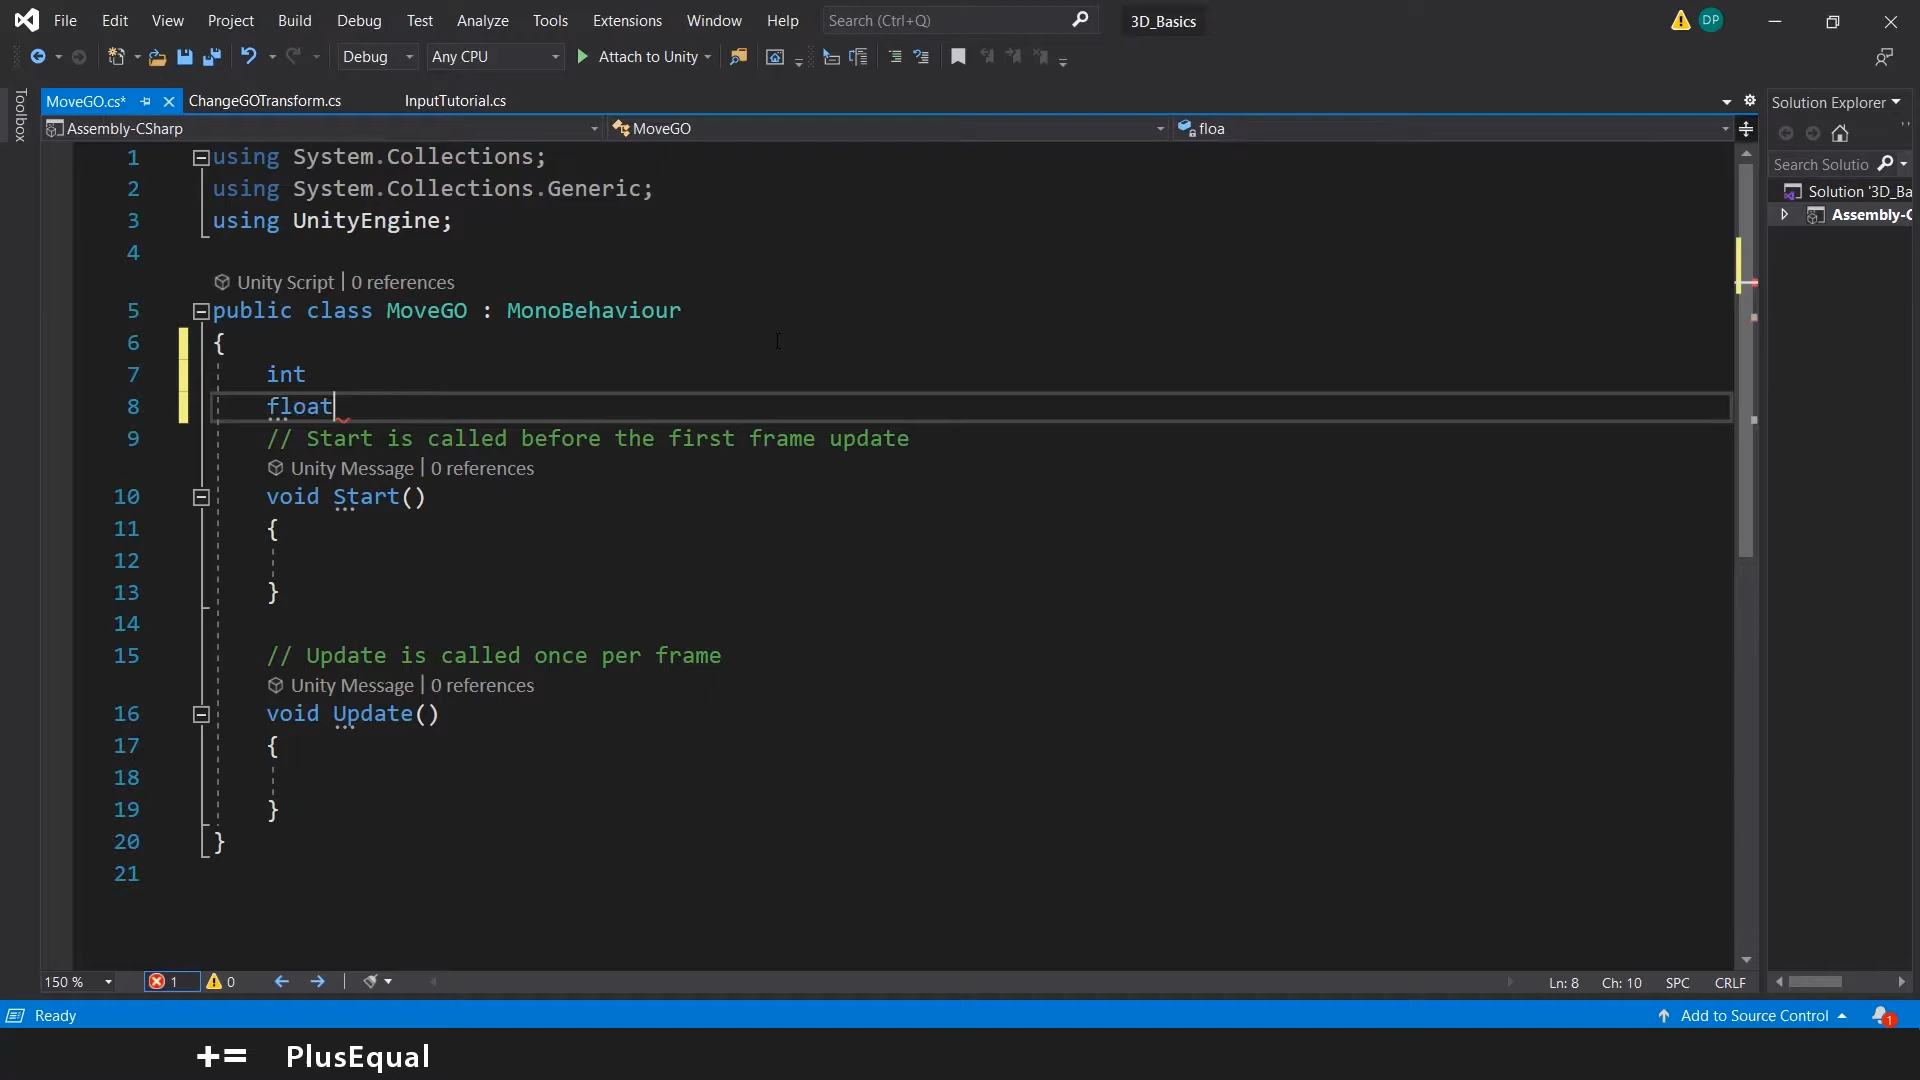 File Edit View Project Build Debug Test Analyze Tools Extensions Window Help Search (Ctrl+Q) 3D_Basics DP
Debug Any CPU Attach to Unity
Toolbox
MoveGO.cs* ChangeGOTransform.cs InputTutorial.cs Solution Explorer
Assembly-CSharp MoveGO floa
Search Solutio
Solution '3D_Ba
Assembly-C
1 using System.Collections;
2 using System.Collections.Generic;
3 using UnityEngine;
4
Unity Script | 0 references
5 public class MoveGO : MonoBehaviour
6 {
7 int
8 float
9 // Start is called before the first frame update
Unity Message | 0 references
10 void Start()
11 {
12
13 }
14
15 // Update is called once per frame
Unity Message | 0 references
16 void Update()
17 {
18
19 }
20 }
21
150 % 1 0 Ln: 8 Ch: 10 SPC CRLF
Ready Add to Source Control 1
+= PlusEqual